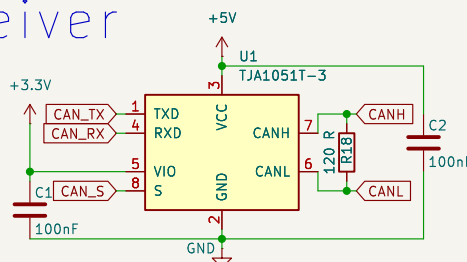 eiver
+5V
U1
TJA1051T-3
+3.3V
3
VCC
CAN_TX
1
TXD
CANH
7
CANH
CAN_RX
4
RXD
C2
100nF
120 R
R18
VIO
5
CANL
6
CAN_S
8
S
CANL
C1
100nF
GND
2
GND